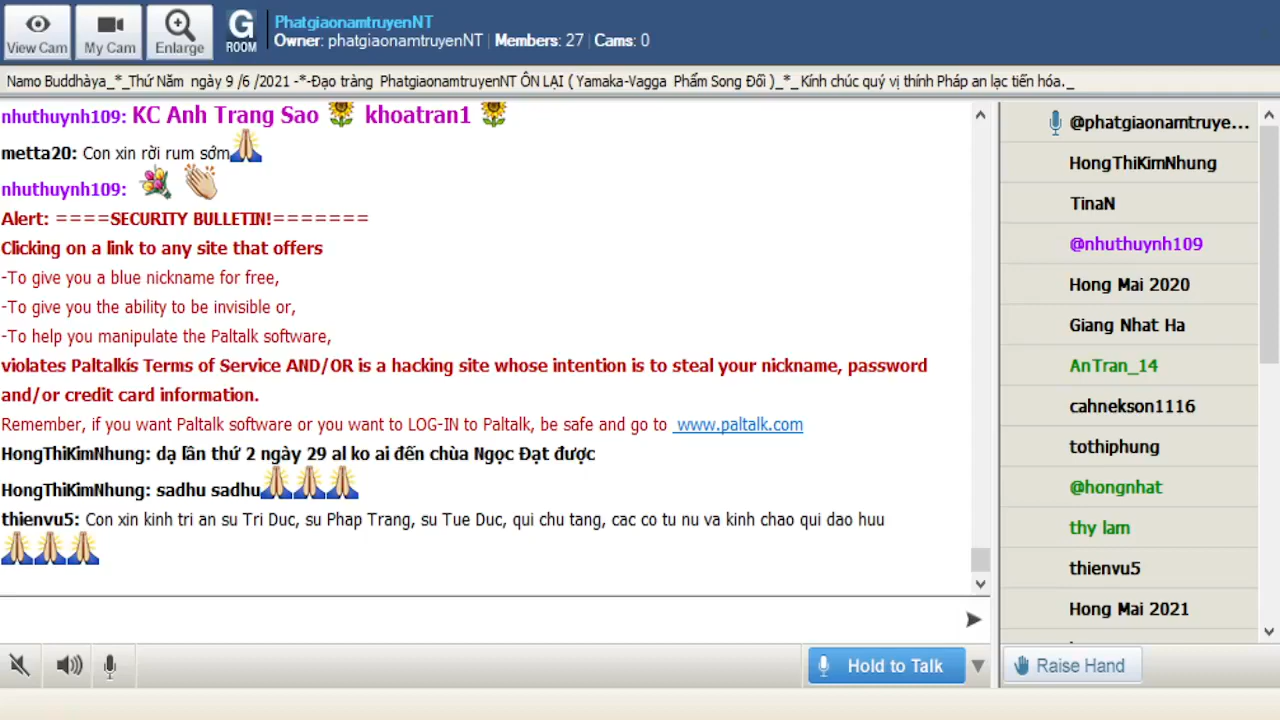 View Cam
My Cam
Enlarge
G
ROOM
PhatgiaonamtruyenNT
Owner: phatgiaonamtruyenNT | Members: 27 | Cams: 0
Namo Buddhàya_*_Thứ Năm ngày 9 /6 /2021 -*-Đạo tràng PhatgiaonamtruyenNT ÔN LẠI ( Yamaka-Vagga Phẩm Song Đối )_*_ Kính chúc quý vị thính Pháp an lạc tiến hóa._
nhuthuynh109: KC Anh Trang Sao khoatran1
metta20: Con xin rời rum sớm
nhuthuynh109:
Alert: ====SECURITY BULLETIN!=======
Clicking on a link to any site that offers
-To give you a blue nickname for free,
-To give you the ability to be invisible or,
-To help you manipulate the Paltalk software,
violates Paltalkís Terms of Service AND/OR is a hacking site whose intention is to steal your nickname, password
and/or credit card information.
Remember, if you want Paltalk software or you want to LOG-IN to Paltalk, be safe and go to www.paltalk.com
HongThiKimNhung: dạ lần thứ 2 ngày 29 al ko ai đến chùa Ngọc Đạt được
HongThiKimNhung: sadhu sadhu
thienvu5: Con xin kinh tri an su Tri Duc, su Phap Trang, su Tue Duc, qui chu tang, cac co tu nu va kinh chao qui dao huu
@phatgiaonamtruye...
HongThiKimNhung
TinaN
@nhuthuynh109
Hong Mai 2020
Giang Nhat Ha
AnTran_14
cahnekson1116
tothiphung
@hongnhat
thy lam
thienvu5
Hong Mai 2021
Hold to Talk
Raise Hand